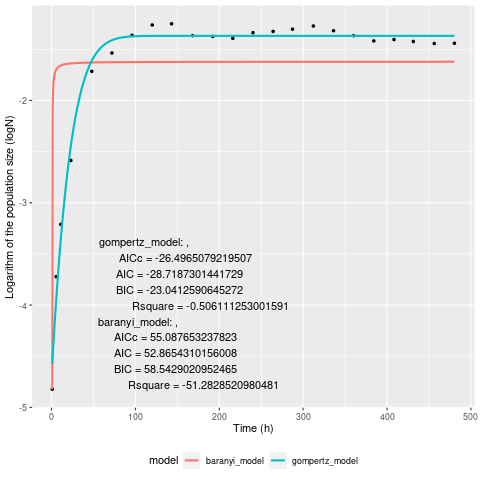 Logarithm of the population size (logN)
-2
-3
-4
-5
gompertz_model: ,
AICc = -26.4965079219507
AIC = -28.7187301441729
BIC = -23.0412590645272
Rsquare = -0.506111253001591
baranyi_model: ,
AICc = 55.087653237823
AIC = 52.8654310156008
BIC = 58.5429020952465
Rsquare = -51.2828520980481
0 100 200 300 400 500
Time (h)
model baranyi_model gompertz_model